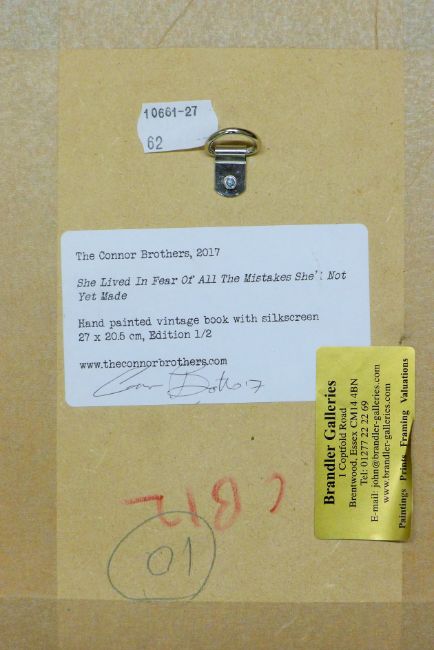 10661-27
62
The Connor Brothers, 2017
She Lived In Fear Of All The Mistakes She'd Not
Yet Made
Hand painted vintage book with silkscreen
27 x 20.5 cm, Edition 1/2
www.theconnorbrothers.com
Brandler Galleries
1 Coptfold Road
Brentwood, Essex CM14 4BN
Tel: 01277 22 22 69
E-mail: john@brandler-galleries.com
www.brandler-galleries.com
Paintings Prints Framing Valuations
CB17
01